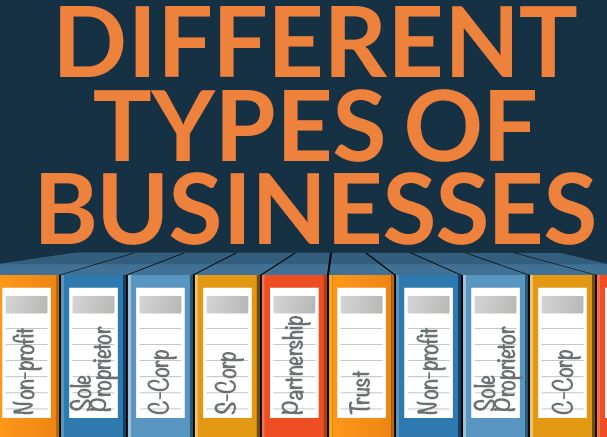 DIFFERENT
TYPES OF
BUSINESSES
Non-profit
Sole
Proprietor
C-Corp
S-Corp
Partnership
Trust
Non-profit
Sole
Proprietor
C-Corp